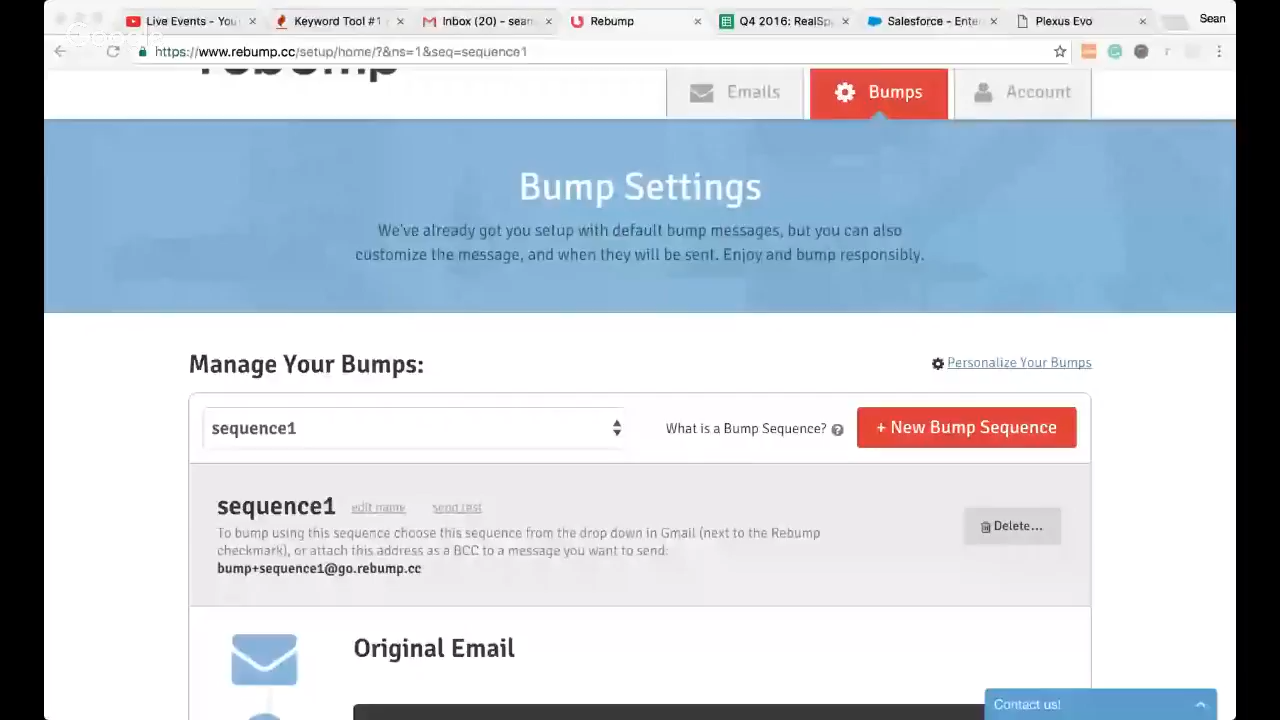 Live Events - You
Keyword Tool #1
Inbox (20) - sean
Rebump
Q4 2016: RealSp
Salesforce - Ente
Plexus Evo
Sean
https://www.rebump.cc/setup/home/?&ns=1&seq=sequence1
rebump
Emails
Bumps
Account
Bump Settings
We've already got you setup with default bump messages, but you can also
customize the message, and when they will be sent. Enjoy and bump responsibly.
Manage Your Bumps:
Personalize Your Bumps
sequence1
What is a Bump Sequence?
+ New Bump Sequence
sequence1 edit name send test
To bump using this sequence choose this sequence from the drop down in Gmail (next to the Rebump
checkmark), or attach this address as a BCC to a message you want to send:
bump+sequence1@go.rebump.cc
Delete...
Original Email
Contact us!